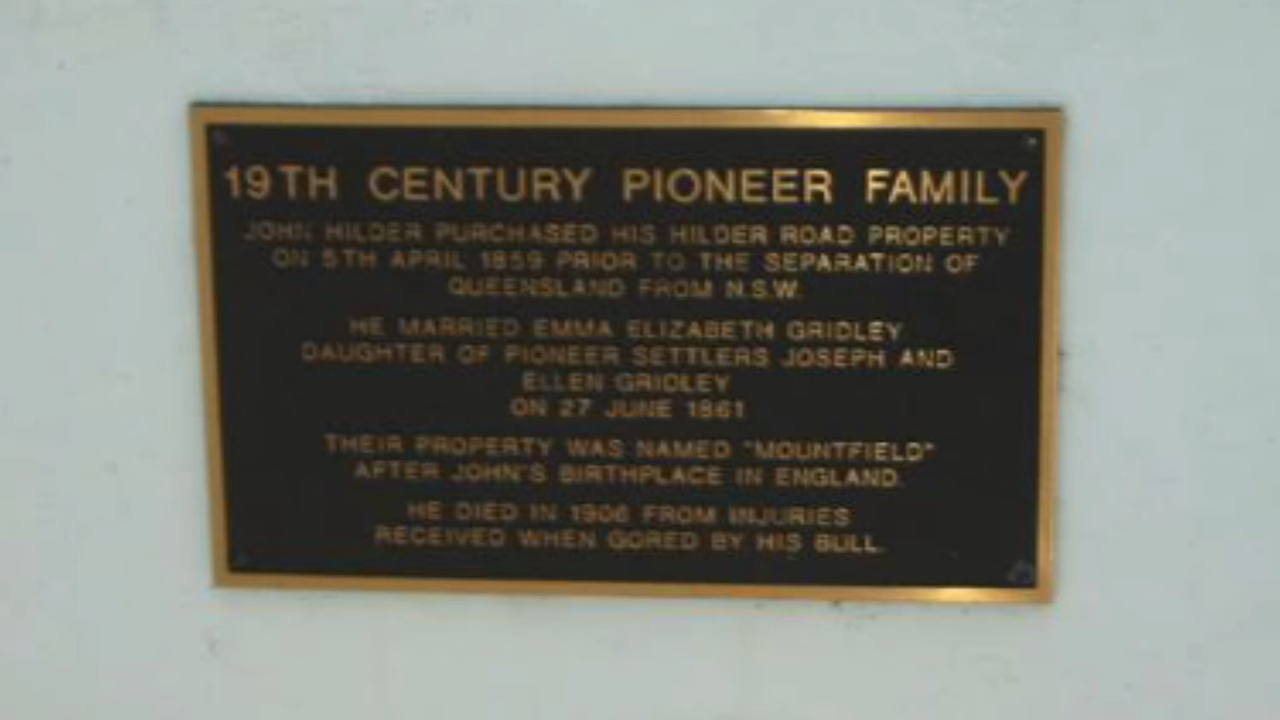 19TH CENTURY PIONEER FAMILY
JOHN HILDER PURCHASED HIS HILDER ROAD PROPERTY
ON 5TH APRIL 1859 PRIOR TO THE SEPARATION OF
QUEENSLAND FROM N.S.W.
HE MARRIED EMMA ELIZABETH GRIDLEY
DAUGHTER OF PIONEER SETTLERS JOSEPH AND
ELLEN GRIDLEY
ON 27 JUNE 1861
THEIR PROPERTY WAS NAMED "MOUNTFIELD"
AFTER JOHN'S BIRTHPLACE IN ENGLAND.
HE DIED IN 1906 FROM INJURIES
RECEIVED WHEN GORED BY HIS BULL.